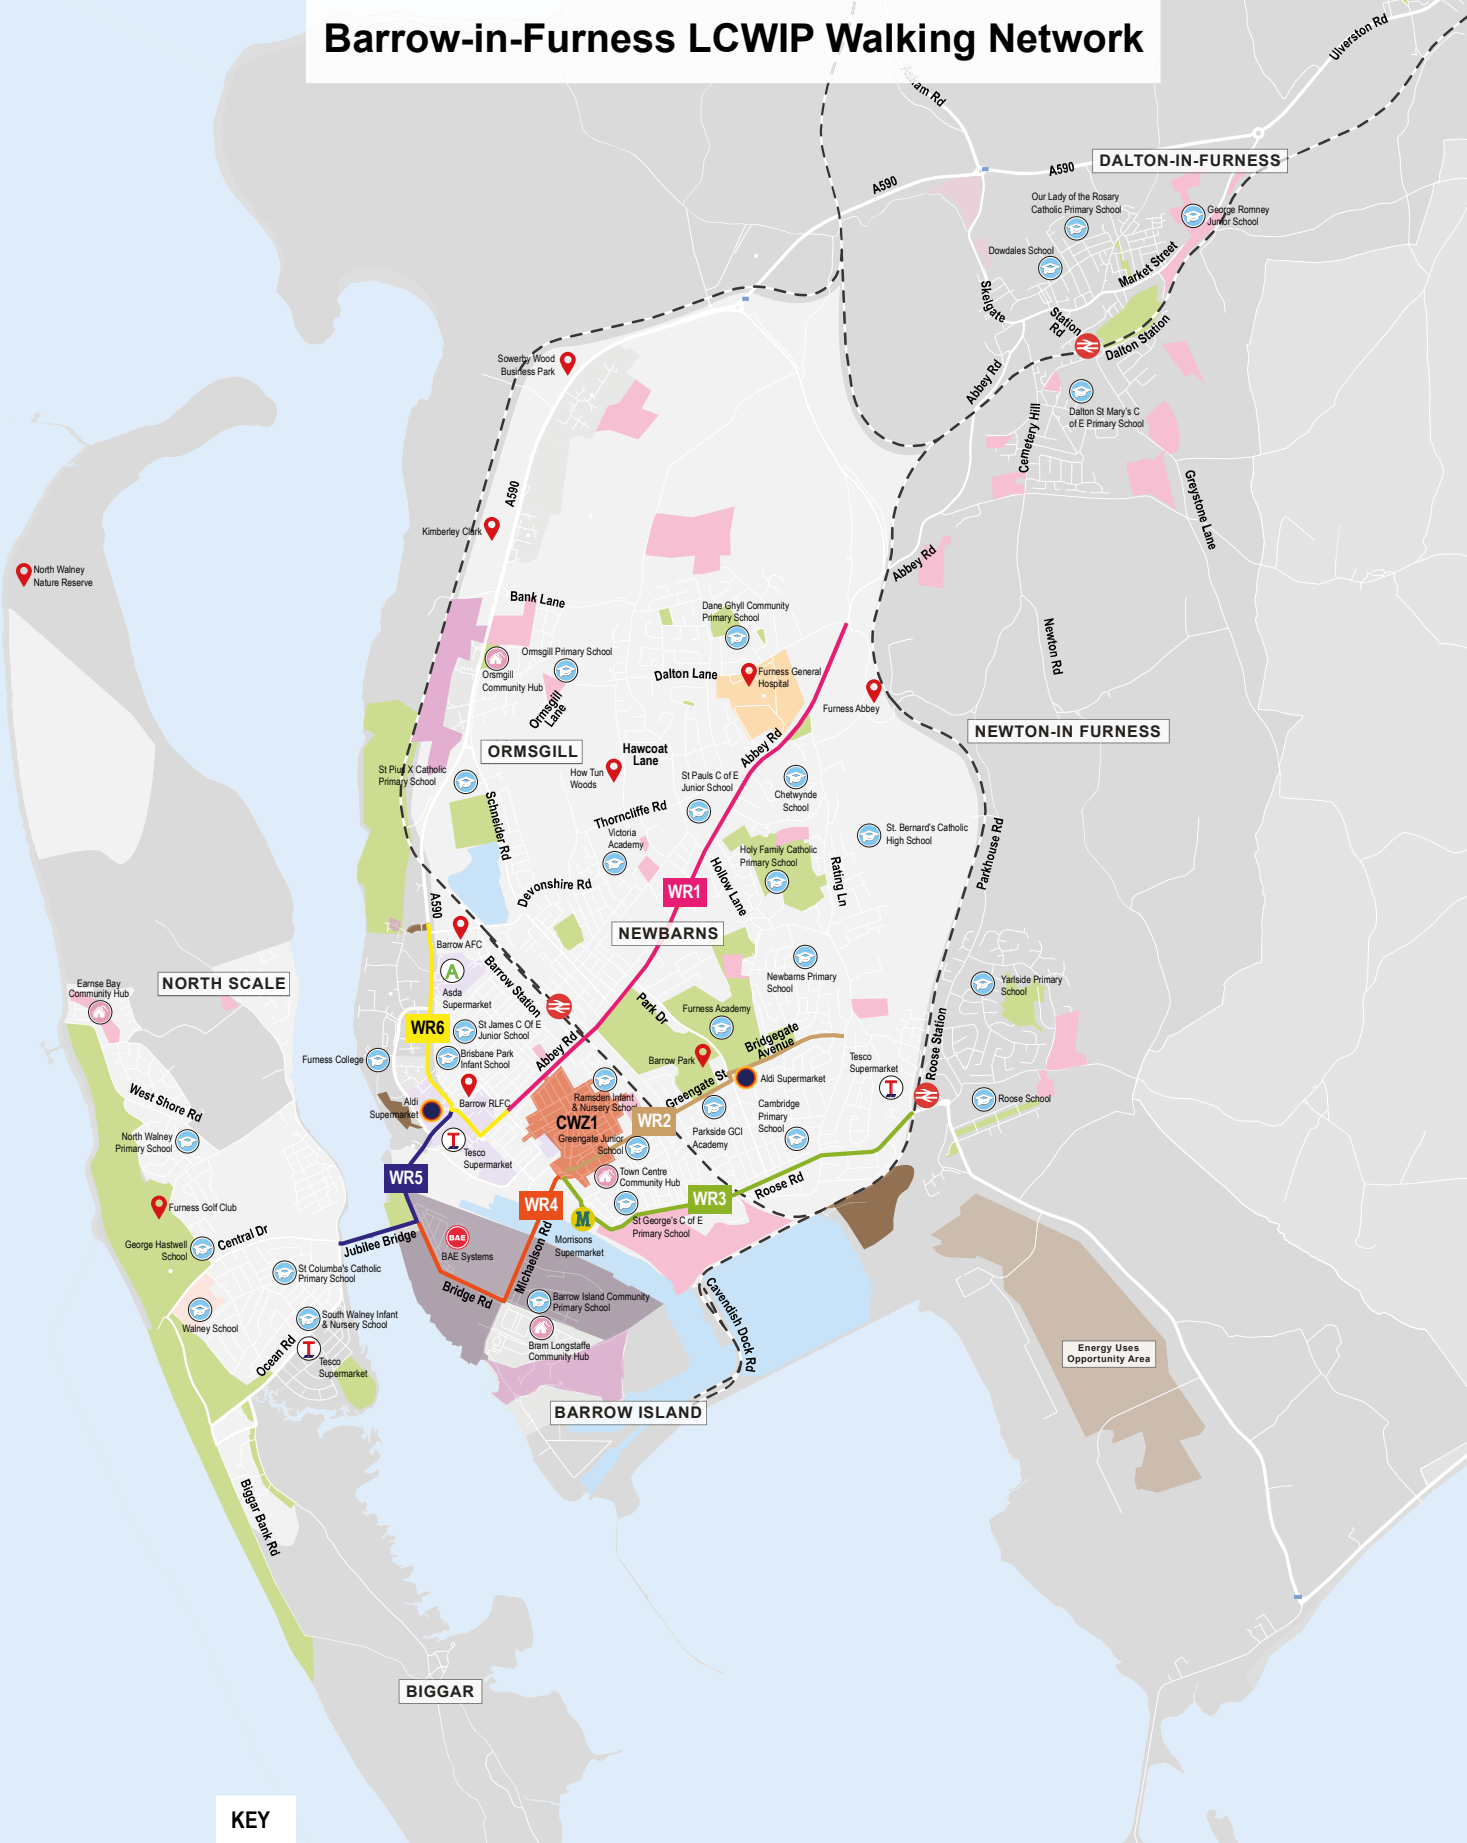 Barrow-in-Furness LCWIP Walking Network
Ulverston Rd
A590
A590
DALTON-IN-FURNESS
Our Lady of the Rosary
Catholic Primary School
George Romney
Junior School
Dowdales School
Market Street
Skelgate
Station
Rd
Dalton Station
Sowerby Wood
Business Park
Abbey Rd
Dalton St Mary's C
of E Primary School
Cemetery Hill
A590
Greystone Lane
Kimberley Clark
Abbey Rd
North Walney
Nature Reserve
Bank Lane
Dane Ghyll Community
Primary School
Newton Rd
Ormsgill Primary School
Orsmgill
Community Hub
Dalton Lane
Furness General
Hospital
Ormsgill
Lane
Furness Abbey
NEWTON-IN FURNESS
ORMSGILL
Hawcoat
Lane
Abbey Rd
St Pius X Catholic
Primary School
How Tun
Woods
St Pauls C of E
Junior School
Chetwynde
School
Schneider Rd
Thorncliffe Rd
Victoria
Academy
St. Bernard's Catholic
High School
Parkhouse Rd
Holy Family Catholic
Primary School
Hollow Lane
Rating Ln
Devonshire Rd
WR1
A590
NEWBARNS
Barrow AFC
Barrow Station
Asda
Supermarket
Newbarns Primary
School
Yarlside Primary
School
NORTH SCALE
Earnse Bay
Community Hub
Park Dr
Furness Academy
WR6
St James C Of E
Junior School
Abbey Rd
Bridgegate
Avenue
Roose Station
Furness College
Brisbane Park
Infant School
Barrow Park
Tesco
Supermarket
Greengate St
Aldi Supermarket
West Shore Rd
Aldi
Supermarket
Barrow RLFC
Ramsden Infant
& Nursery School
Roose School
CWZ1
WR2
Cambridge
Primary
School
Parkside GCI
Academy
North Walney
Primary School
Greengate Junior
School
Tesco
Supermarket
WR5
Town Centre
Community Hub
Roose Rd
WR3
WR4
Furness Golf Club
St George's C of E
Primary School
M
Morrisons
Supermarket
Central Dr
George Hastwell
School
Jubilee Bridge
BAE
BAE Systems
Michaelson Rd
St Columba's Catholic
Primary School
Bridge Rd
Barrow Island Community
Primary School
Cavendish Dock Rd
Walney School
South Walney Infant
& Nursery School
Bram Longstaffe
Community Hub
Energy Uses
Opportunity Area
Ocean Rd
Tesco
Supermarket
BARROW ISLAND
Biggar Bank Rd
BIGGAR
KEY